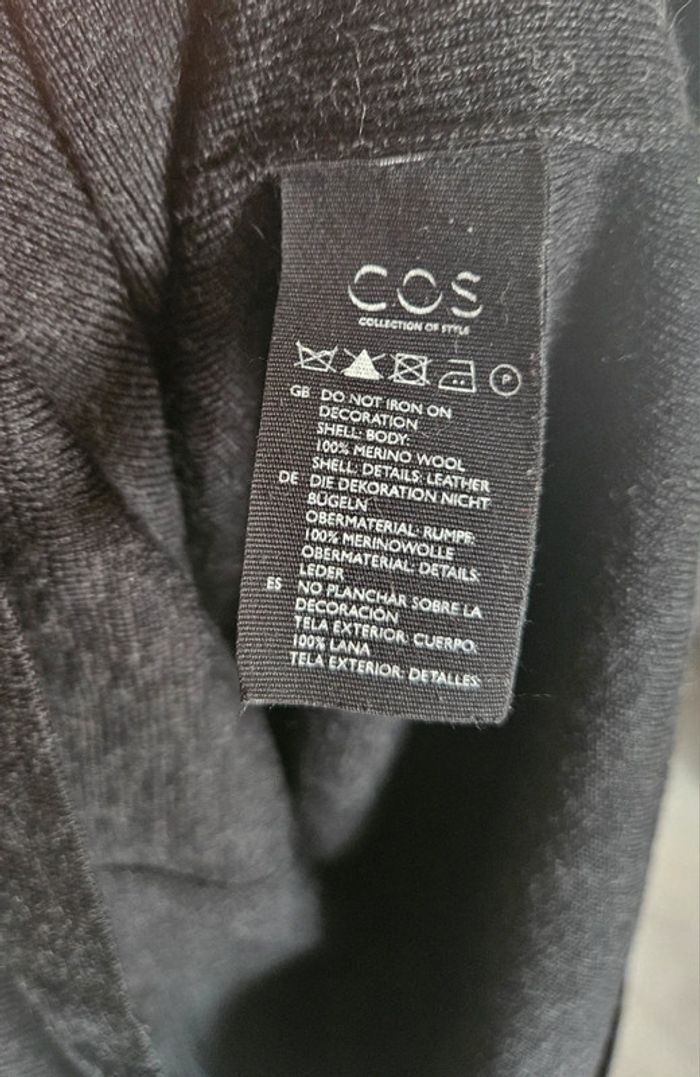 COS
COLLECTION OF STYLE
P
GB DO NOT IRON ON
DECORATION
SHELL: BODY:
100% MERINO WOOL
SHELL: DETAILS: LEATHER
DE DIE DEKORATION NICHT
BÜGELN
OBERMATERIAL: RUMPF:
100% MERINOWOLLE
OBERMATERIAL: DETAILS:
LEDER
ES NO PLANCHAR SOBRE LA
DECORACIÓN
TELA EXTERIOR: CUERPO:
100% LANA
TELA EXTERIOR: DETALLES: